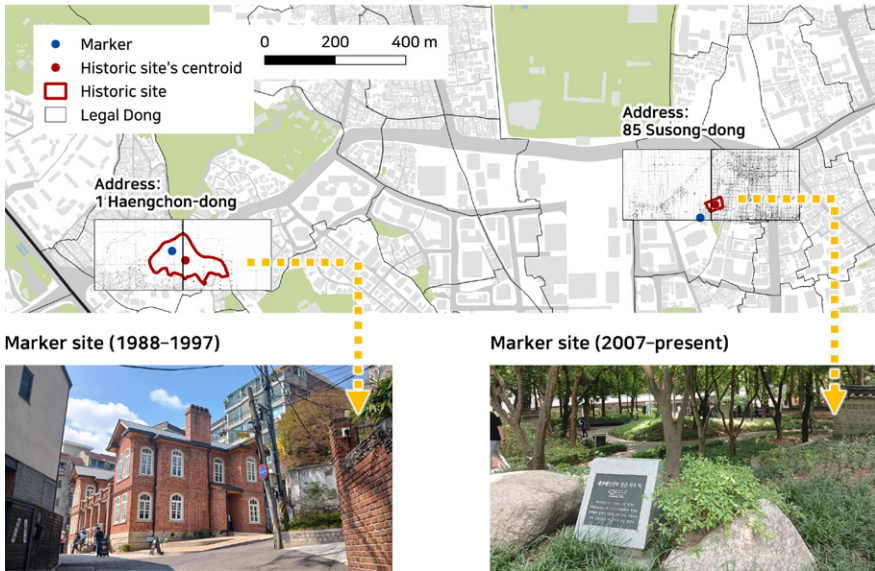 Marker
Historic site's centroid
Historic site
Legal Dong
0 200 400 m
Address:
85 Susong-dong
Address:
1 Haengchon-dong
Marker site (1988–1997)
Marker site (2007–present)